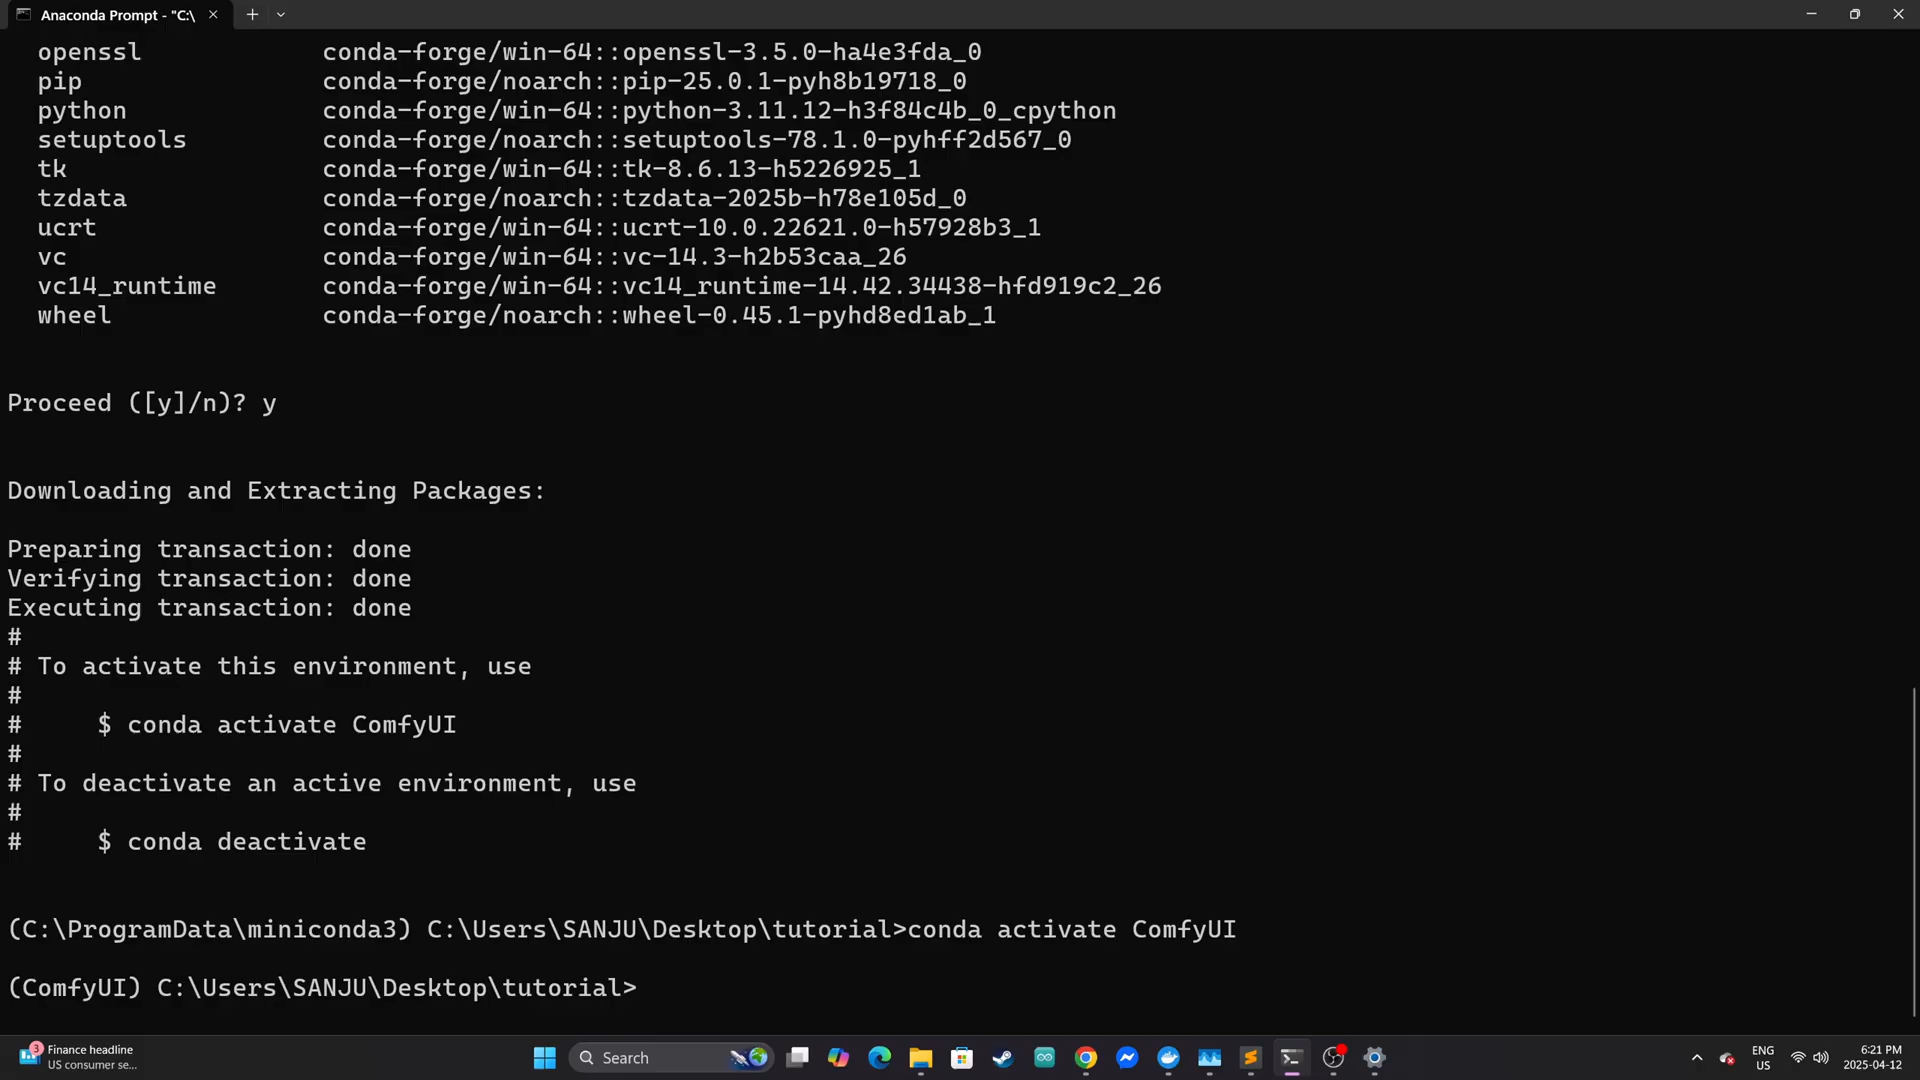 Anaconda Prompt - "C:\
openssl conda-forge/win-64::openssl-3.5.0-ha4e3fda_0
pip conda-forge/noarch::pip-25.0.1-pyh8b19718_0
python conda-forge/win-64::python-3.11.12-h3f84c4b_0_cpython
setuptools conda-forge/noarch::setuptools-78.1.0-pyhff2d567_0
tk conda-forge/win-64::tk-8.6.13-h5226925_1
tzdata conda-forge/noarch::tzdata-2025b-h78e105d_0
ucrt conda-forge/win-64::ucrt-10.0.22621.0-h57928b3_1
vc conda-forge/win-64::vc-14.3-h2b53caa_26
vc14_runtime conda-forge/win-64::vc14_runtime-14.42.34438-hfd919c2_26
wheel conda-forge/noarch::wheel-0.45.1-pyhd8ed1ab_1
Proceed ([y]/n)? y
Downloading and Extracting Packages:
Preparing transaction: done
Verifying transaction: done
Executing transaction: done
#
# To activate this environment, use
#
# $ conda activate ComfyUI
#
# To deactivate an active environment, use
#
# $ conda deactivate
(C:\ProgramData\miniconda3) C:\Users\SANJU\Desktop\tutorial>conda activate ComfyUI
(ComfyUI) C:\Users\SANJU\Desktop\tutorial>
3
Finance headline
US consumer se...
Search
ENG
US
6:21 PM
2025-04-12